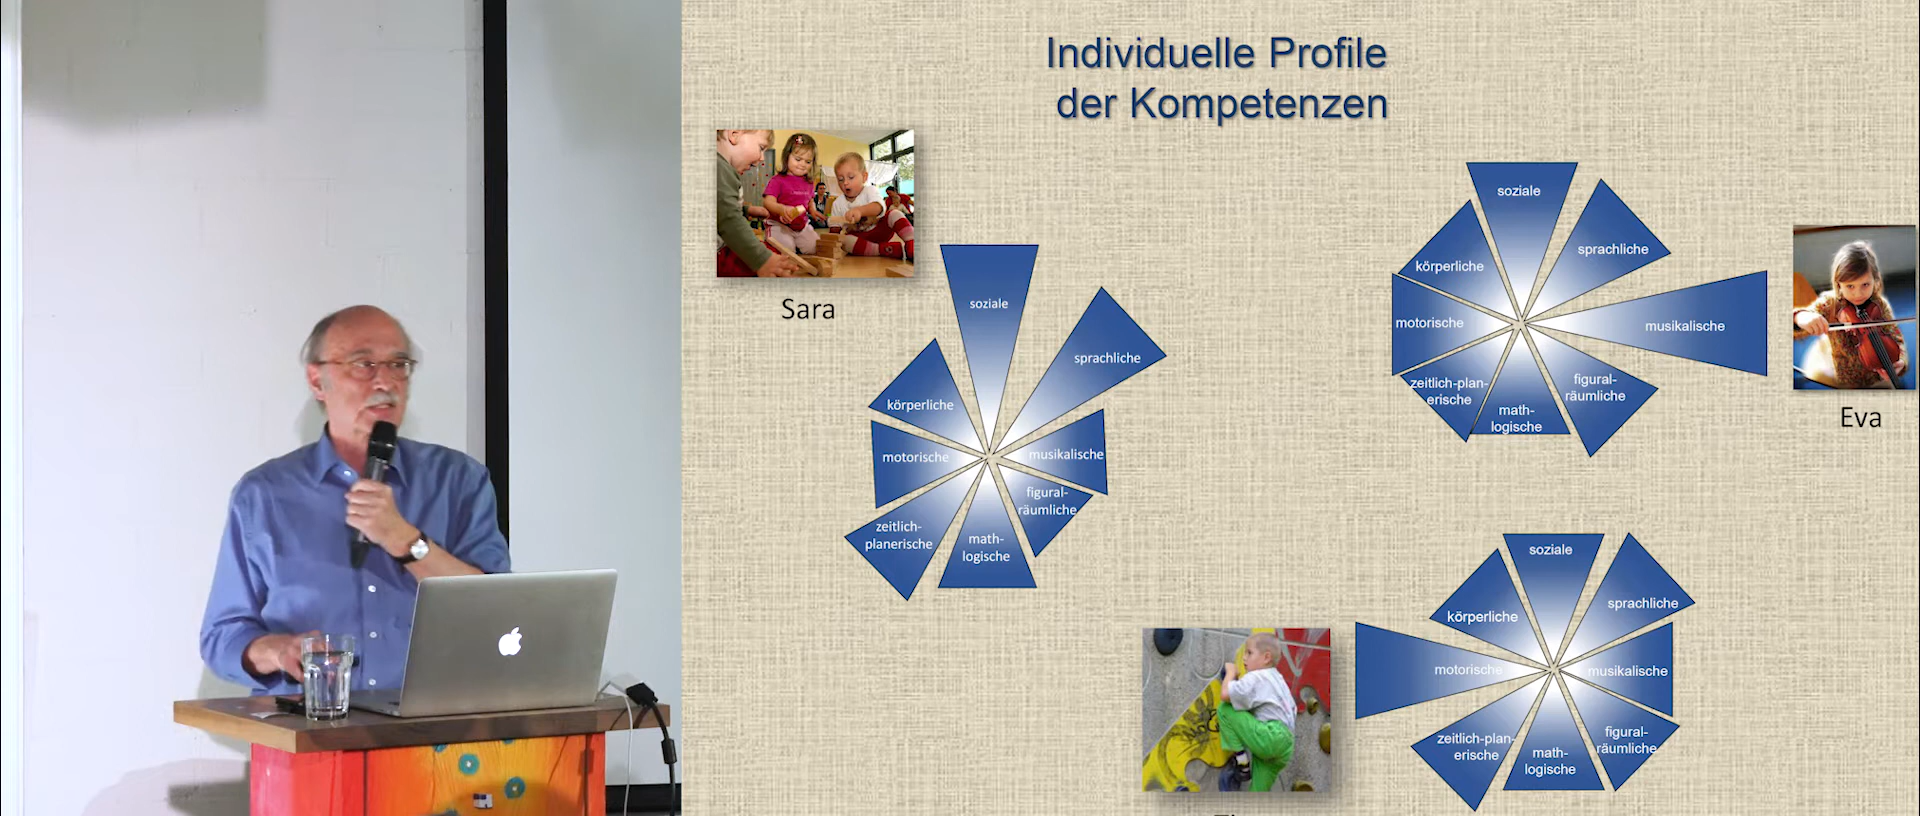 Individuelle Profile
der Kompetenzen
Sara
soziale
sprachliche
musikalische
figural-
räumliche
math-
logische
zeitlich-
planerische
motorische
körperliche
soziale
sprachliche
musikalische
figural-
räumliche
math-
logische
zeitlich-plan-
erische
motorische
körperliche
Eva
soziale
sprachliche
musikalische
figural-
räumliche
math-
logische
zeitlich-plan-
erische
motorische
körperliche